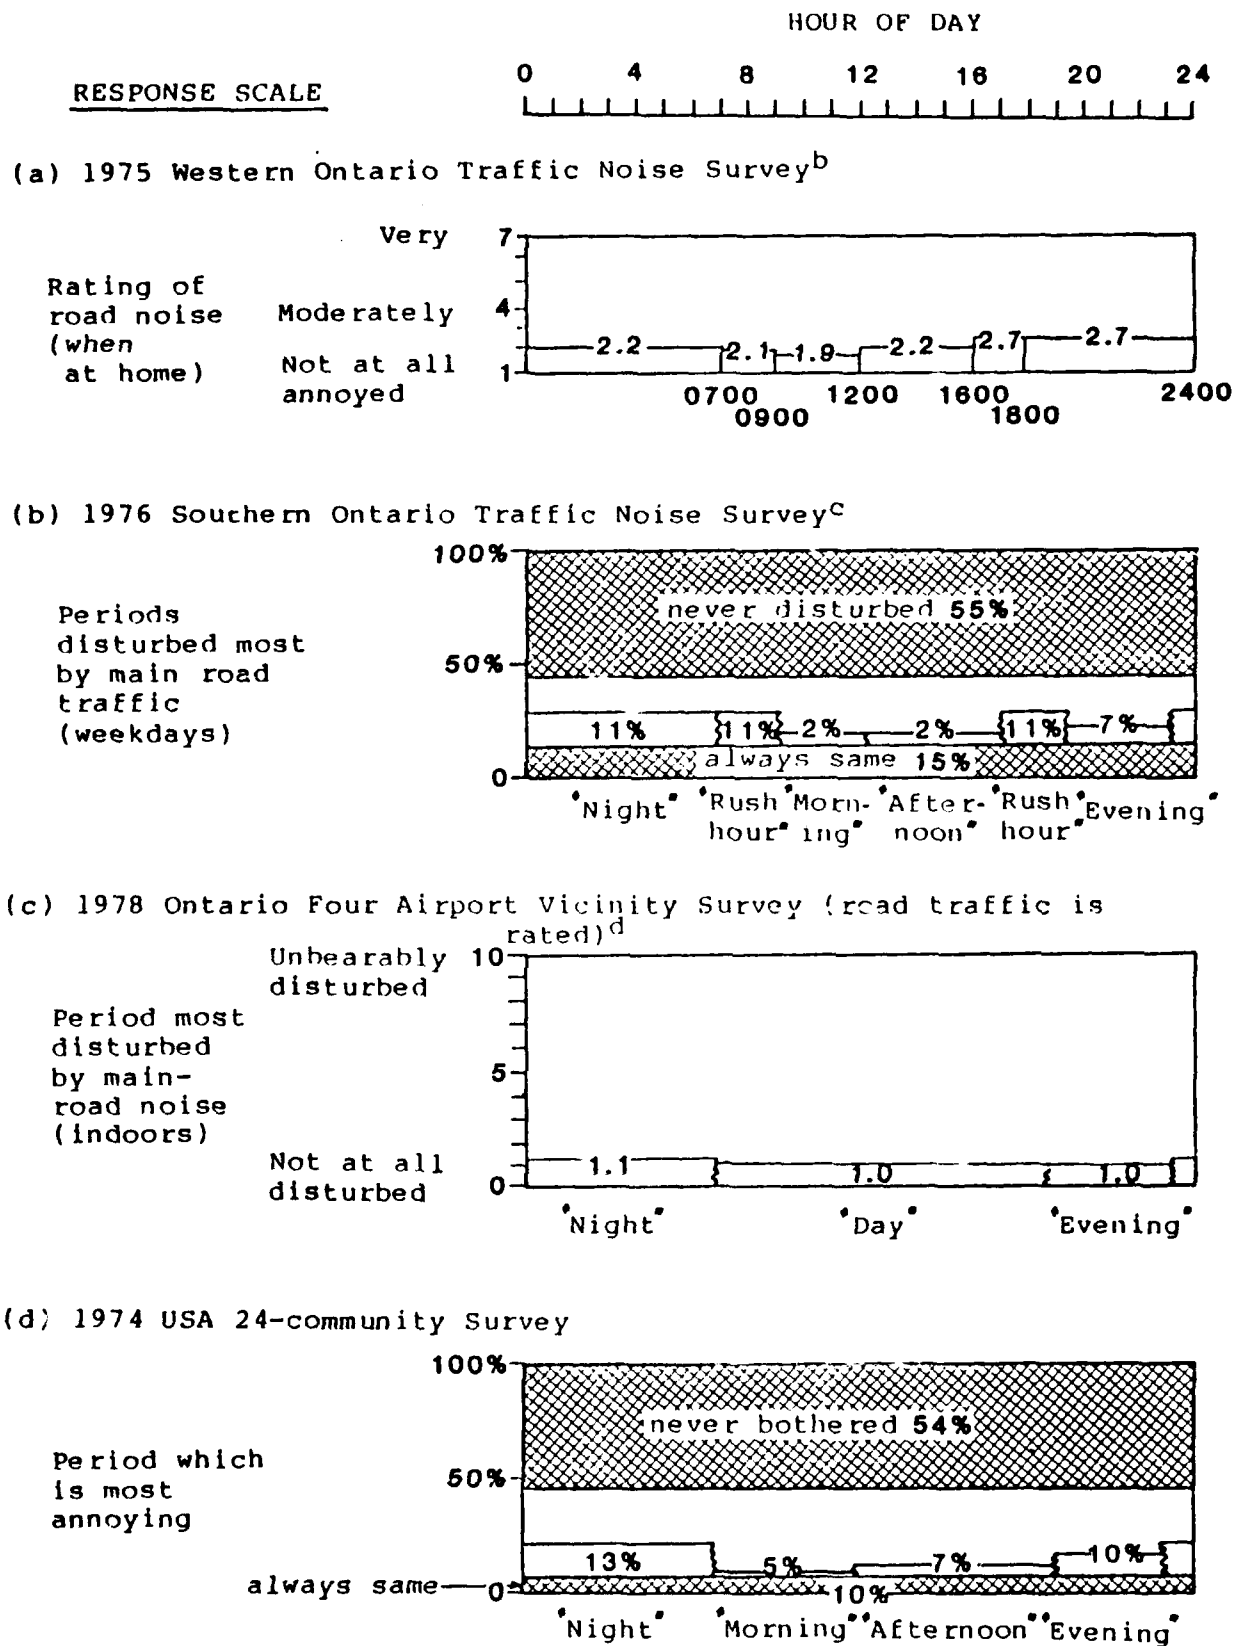 HOUR OF DAY
RESPONSE SCALE
0 4 8 12 16 20 24
(a) 1975 Western Ontario Traffic Noise Survey^b
Very 7
Rating of
road noise
(when
at home)
Moderately 4
Not at all
annoyed
1
2.2 2.1 1.9 2.2 2.7 2.7
0700 0900 1200 1600 1800 2400
(b) 1976 Southern Ontario Traffic Noise Survey^c
100%
never disturbed 55%
Periods
disturbed most
by main road
traffic
(weekdays)
50%
11% 11% 2% 2% 11% 7%
always same 15%
0
"Night" "Rush hour" "Morn-ing" "After-noon" "Rush hour" "Evening"
(c) 1978 Ontario Four Airport Vicinity Survey (road traffic is
rated)^d
Unbearably
disturbed
10
Period most
disturbed
by main-
road noise
(indoors)
5
Not at all
disturbed
0
1.1 1.0 1.0
"Night" "Day" "Evening"
(d) 1974 USA 24-community Survey
100%
never bothered 54%
Period which
is most
annoying
50%
13% 5% 7% 10%
always same 0 10%
"Night" "Morning" "Afternoon" "Evening"